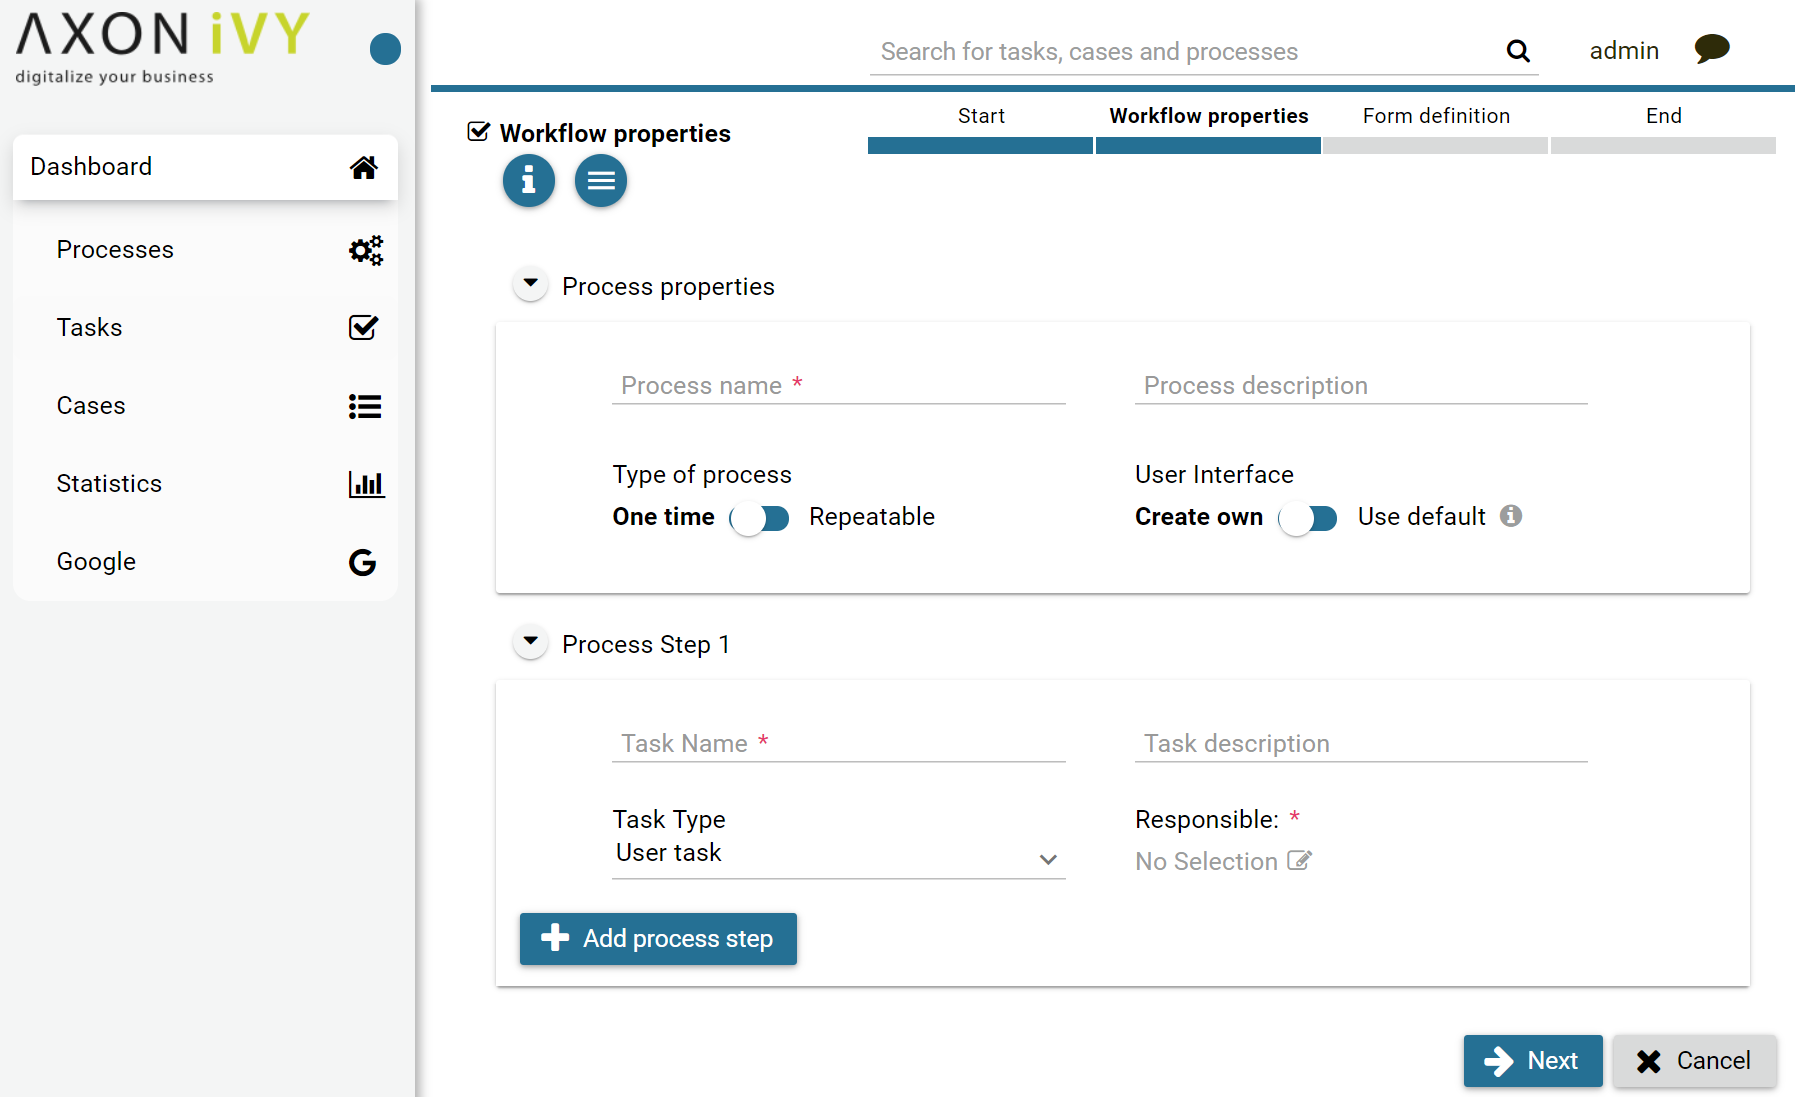 AXON iVY
digitalize your business
Dashboard
Processes
Tasks
Cases
Statistics
Google
Search for tasks, cases and processes
admin
Workflow properties
Start
Workflow properties
Form definition
End
Process properties
Process name *
Process description
Type of process
One time
Repeatable
User Interface
Create own
Use default
Process Step 1
Task Name *
Task description
Task Type
User task
Responsible: *
No Selection
Add process step
Next
Cancel